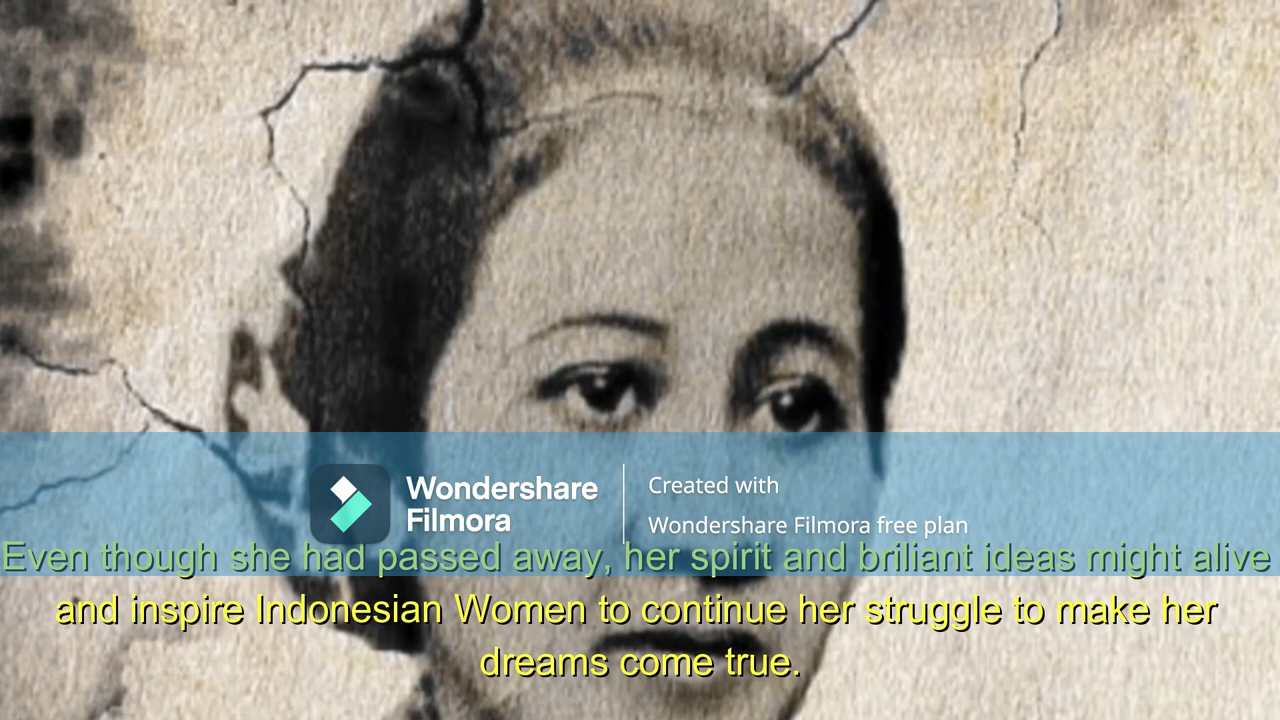 Wondershare
Filmora
Created with
Wondershare Filmora free plan
Even though she had passed away, her spirit and briliant ideas might alive
and inspire Indonesian Women to continue her struggle to make her
dreams come true.